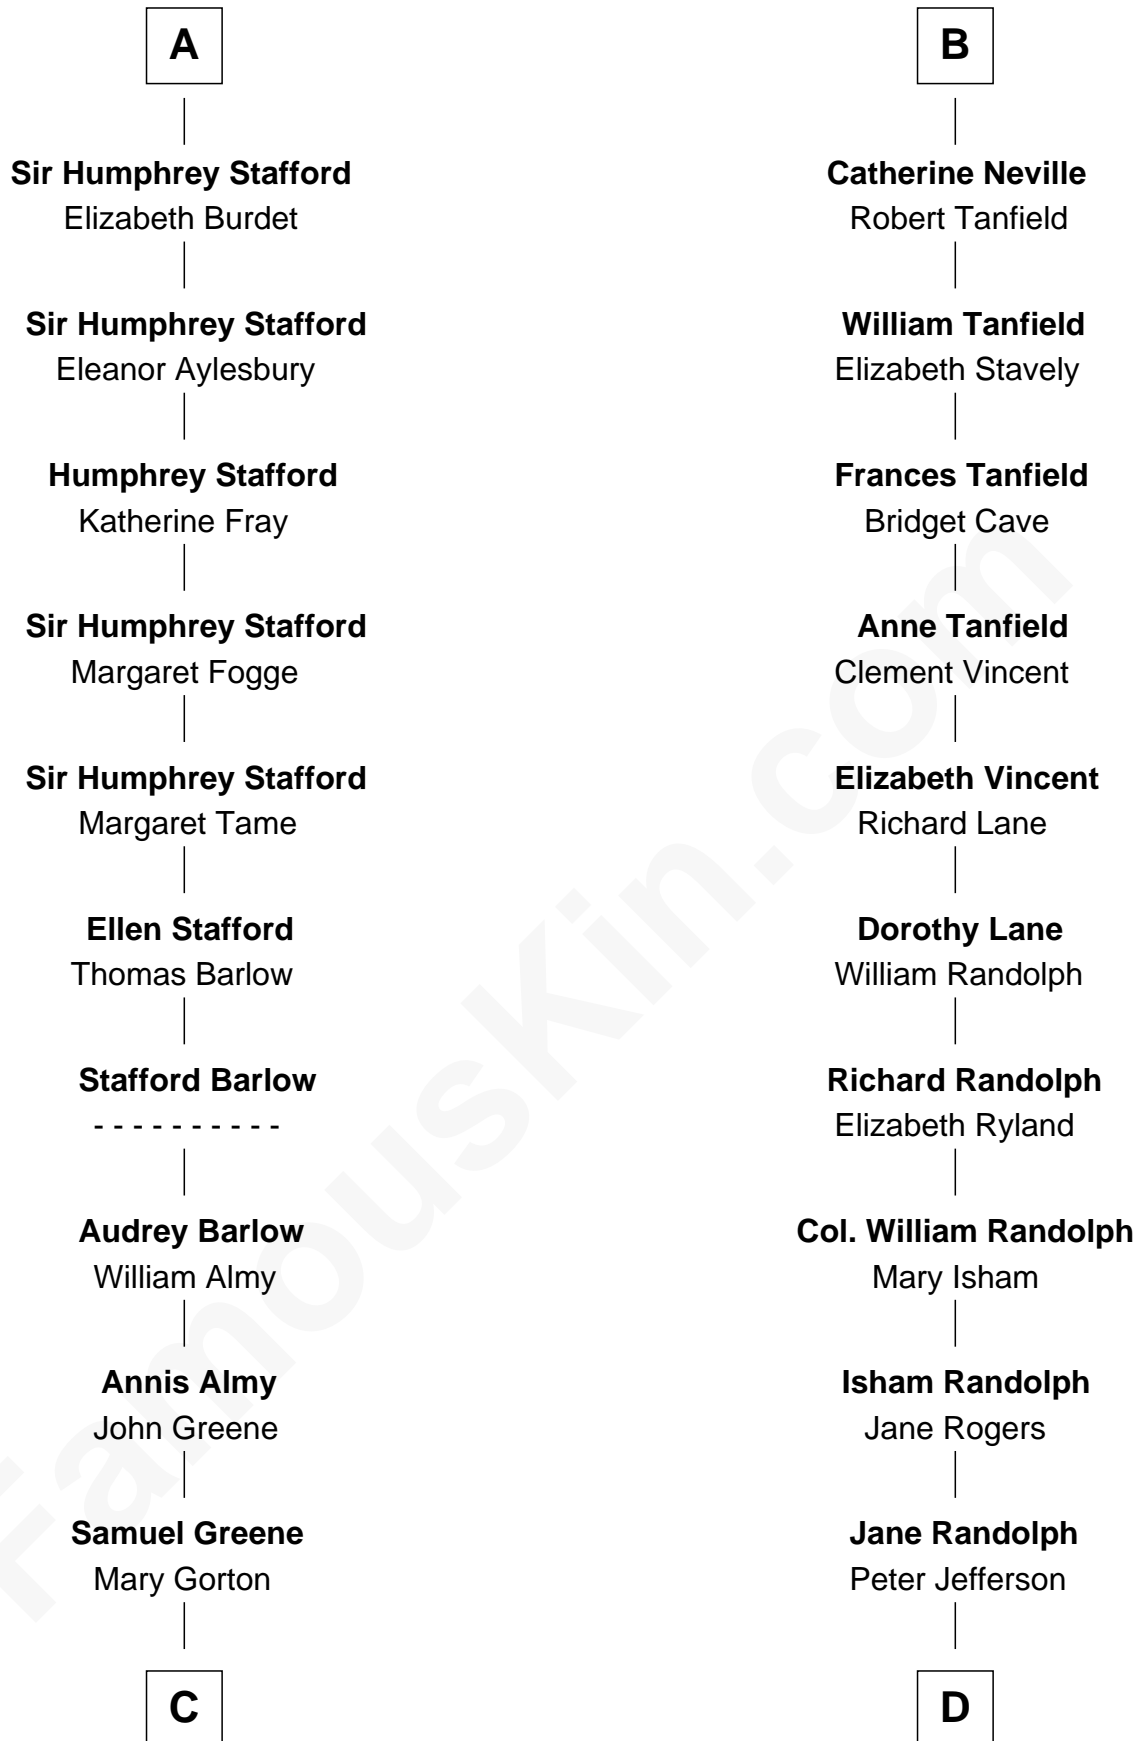 A
Sir Humphrey Stafford
Elizabeth Burdet
Sir Humphrey Stafford
Eleanor Aylesbury
Humphrey Stafford
Katherine Fray
Sir Humphrey Stafford
Margaret Fogge
Sir Humphrey Stafford
Margaret Tame
Ellen Stafford
Thomas Barlow
Stafford Barlow
- - - - - - - - - -
Audrey Barlow
William Almy
Annis Almy
John Greene
Samuel Greene
Mary Gorton
C
B
Catherine Neville
Robert Tanfield
William Tanfield
Elizabeth Stavely
Frances Tanfield
Bridget Cave
Anne Tanfield
Clement Vincent
Elizabeth Vincent
Richard Lane
Dorothy Lane
William Randolph
Richard Randolph
Elizabeth Ryland
Col. William Randolph
Mary Isham
Isham Randolph
Jane Rogers
Jane Randolph
Peter Jefferson
D
FamousKin.com